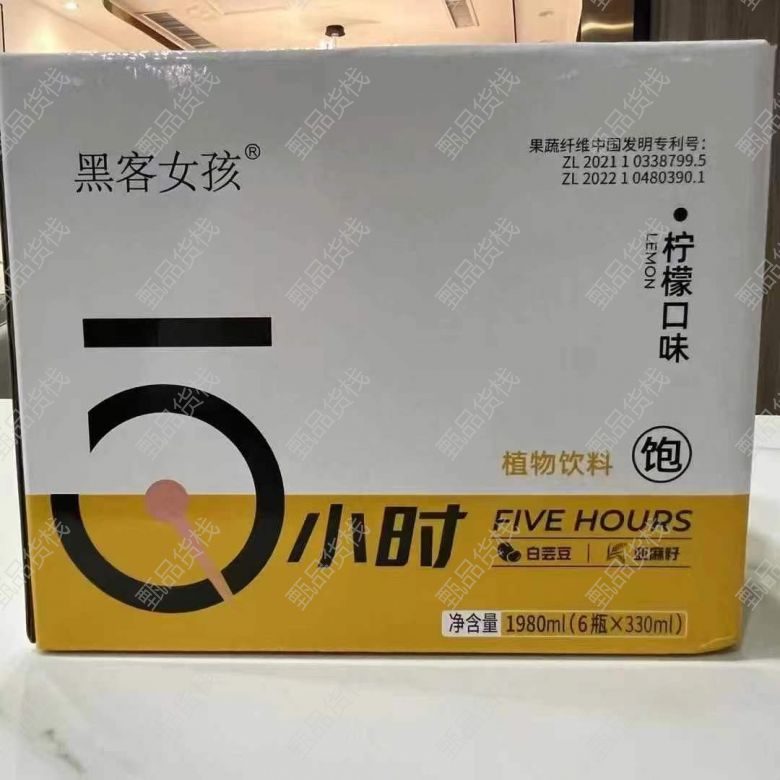 黑客女孩®
果蔬纤维中国发明专利号：
ZL 2021 1 0338799.5
ZL 2022 1 0480390.1
柠檬口味
LEMON
植物饮料
饱
5小时
FIVE HOURS
白芸豆 | 亚麻籽
净含量 1980ml(6瓶×330ml)
甄品货栈